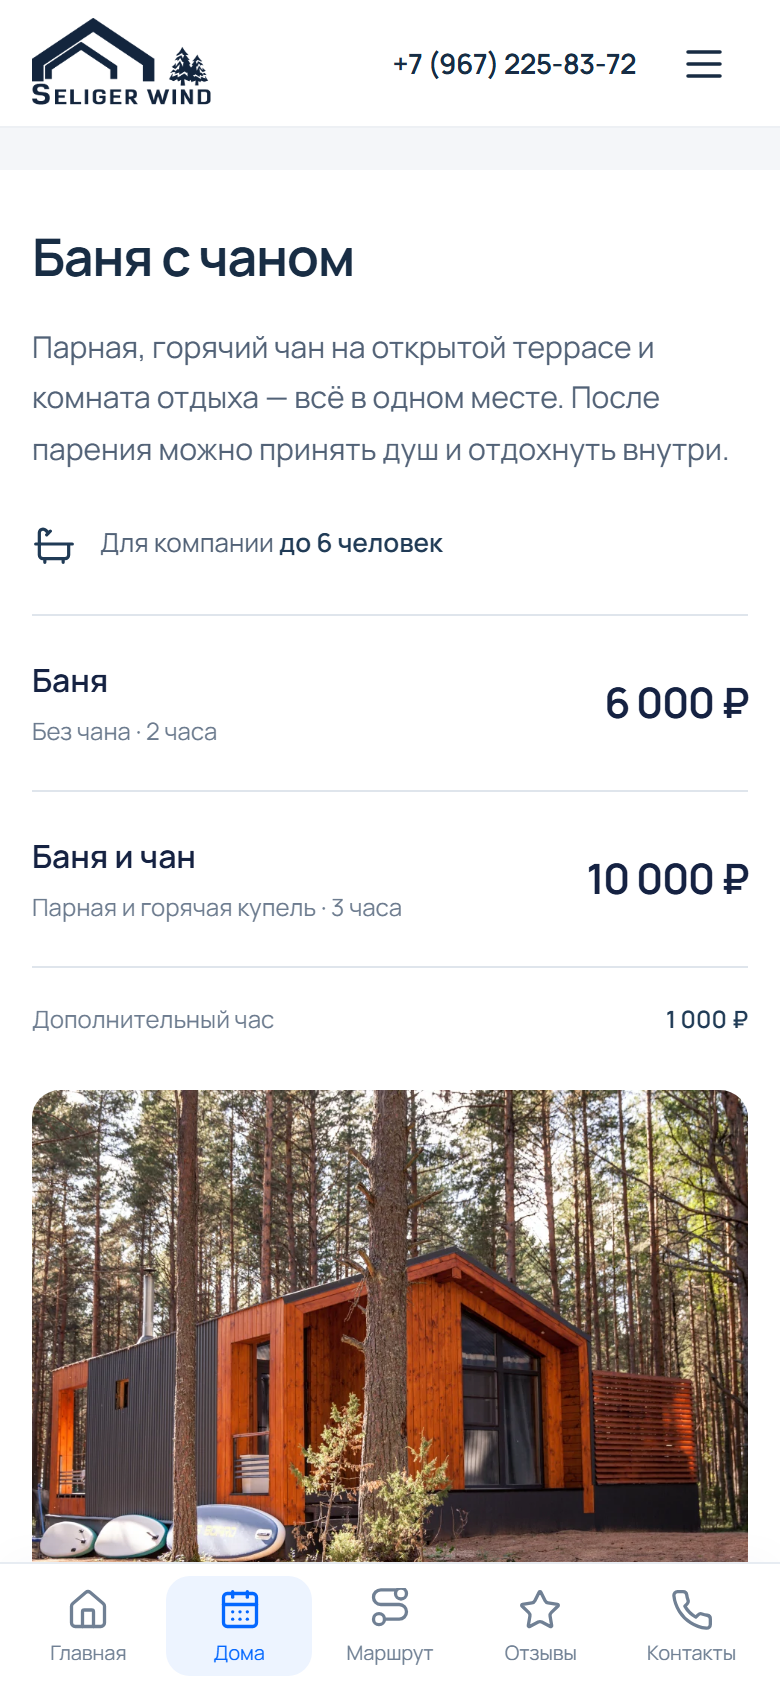 SELIGER WIND
+7 (967) 225-83-72
Баня с чаном
Парная, горячий чан на открытой террасе и
комната отдыха — всё в одном месте. После
парения можно принять душ и отдохнуть внутри.
Для компании до 6 человек
Баня
6 000 ₽
Без чана · 2 часа
Баня и чан
10 000 ₽
Парная и горячая купель · 3 часа
Дополнительный час
1 000 ₽
Главная
Дома
Маршрут
Отзывы
Контакты